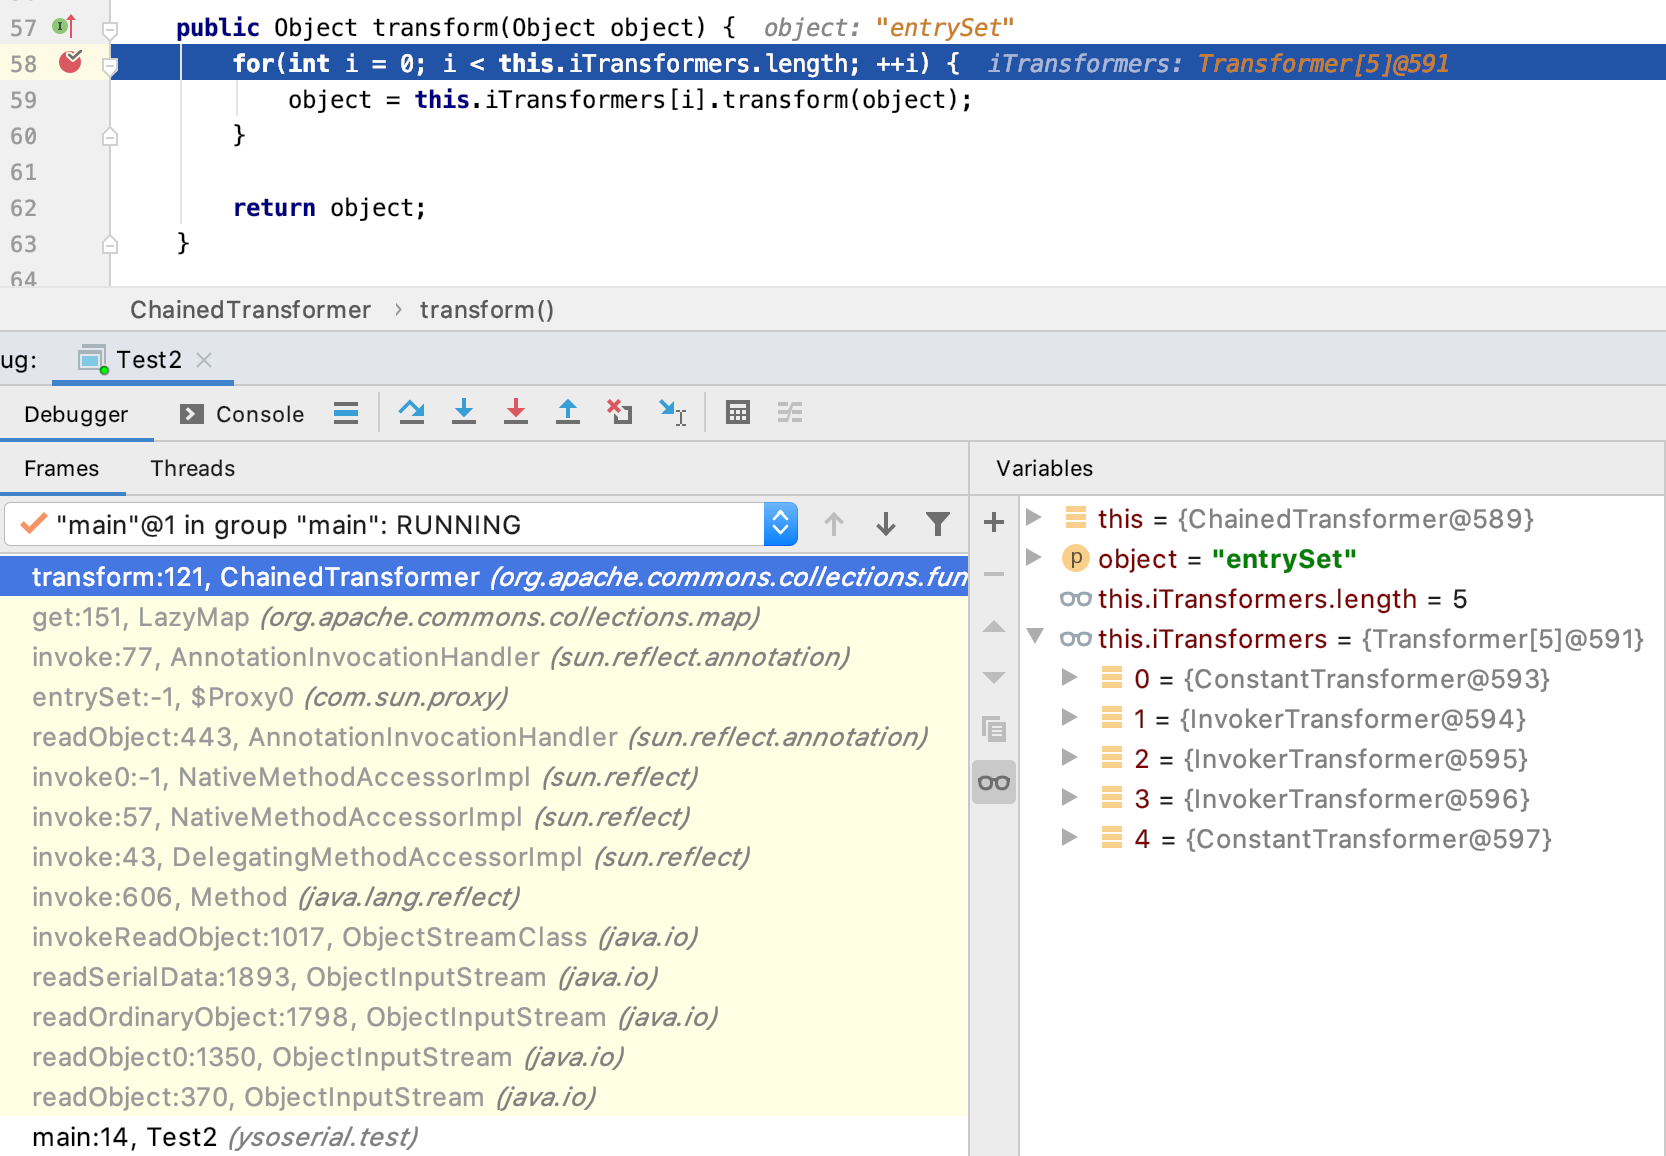 57 public Object transform(Object object) { object: "entrySet"
58 for(int i = 0; i < this.iTransformers.length; ++i) { iTransformers: Transformer[5]@591
59 object = this.iTransformers[i].transform(object);
60 }
61
62 return object;
63 }
64
ChainedTransformer › transform()
ug: Test2
Debugger Console
Frames Threads
"main"@1 in group "main": RUNNING
transform:121, ChainedTransformer (org.apache.commons.collections.fun
get:151, LazyMap (org.apache.commons.collections.map)
invoke:77, AnnotationInvocationHandler (sun.reflect.annotation)
entrySet:-1, $Proxy0 (com.sun.proxy)
readObject:443, AnnotationInvocationHandler (sun.reflect.annotation)
invoke0:-1, NativeMethodAccessorImpl (sun.reflect)
invoke:57, NativeMethodAccessorImpl (sun.reflect)
invoke:43, DelegatingMethodAccessorImpl (sun.reflect)
invoke:606, Method (java.lang.reflect)
invokeReadObject:1017, ObjectStreamClass (java.io)
readSerialData:1893, ObjectInputStream (java.io)
readOrdinaryObject:1798, ObjectInputStream (java.io)
readObject0:1350, ObjectInputStream (java.io)
readObject:370, ObjectInputStream (java.io)
main:14, Test2 (ysoserial.test)
Variables
this = {ChainedTransformer@589}
p object = "entrySet"
this.iTransformers.length = 5
this.iTransformers = {Transformer[5]@591}
0 = {ConstantTransformer@593}
1 = {InvokerTransformer@594}
2 = {InvokerTransformer@595}
3 = {InvokerTransformer@596}
4 = {ConstantTransformer@597}